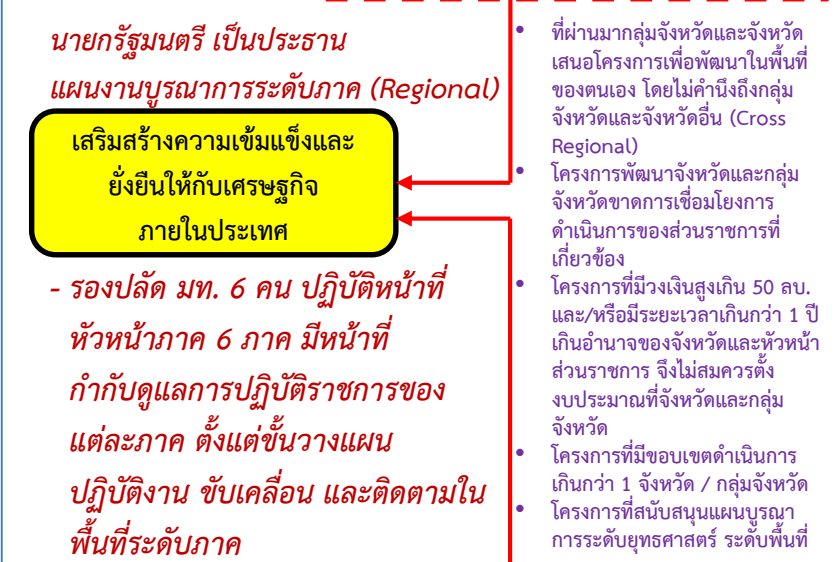 นายกรัฐมนตรี เป็นประธาน
แผนงานบูรณาการระดับภาค (Regional)
เสริมสร้างความเข้มแข็งและ
ยั่งยืนให้กับเศรษฐกิจ
ภายในประเทศ
- รองปลัด มท. 6 คน ปฏิบัติหน้าที่
หัวหน้าภาค 6 ภาค มีหน้าที่
กำกับดูแลการปฏิบัติราชการของ
แต่ละภาค ตั้งแต่ขั้นวางแผน
ปฏิบัติงาน ขับเคลื่อน และติดตามใน
พื้นที่ระดับภาค
• ที่ผ่านมากลุ่มจังหวัดและจังหวัด
เสนอโครงการเพื่อพัฒนาในพื้นที่
ของตนเอง โดยไม่คำนึงถึงกลุ่ม
จังหวัดและจังหวัดอื่น (Cross
Regional)
• โครงการพัฒนาจังหวัดและกลุ่ม
จังหวัดขาดการเชื่อมโยงการ
ดำเนินการของส่วนราชการที่
เกี่ยวข้อง
• โครงการที่มีวงเงินสูงเกิน 50 ลบ.
และ/หรือมีระยะเวลาเกินกว่า 1 ปี
เกินอำนาจของจังหวัดและหัวหน้า
ส่วนราชการ จึงไม่สมควรตั้ง
งบประมาณที่จังหวัดและกลุ่ม
จังหวัด
• โครงการที่มีขอบเขตดำเนินการ
เกินกว่า 1 จังหวัด / กลุ่มจังหวัด
• โครงการที่สนับสนุนแผนบูรณา
การระดับยุทธศาสตร์ ระดับพื้นที่